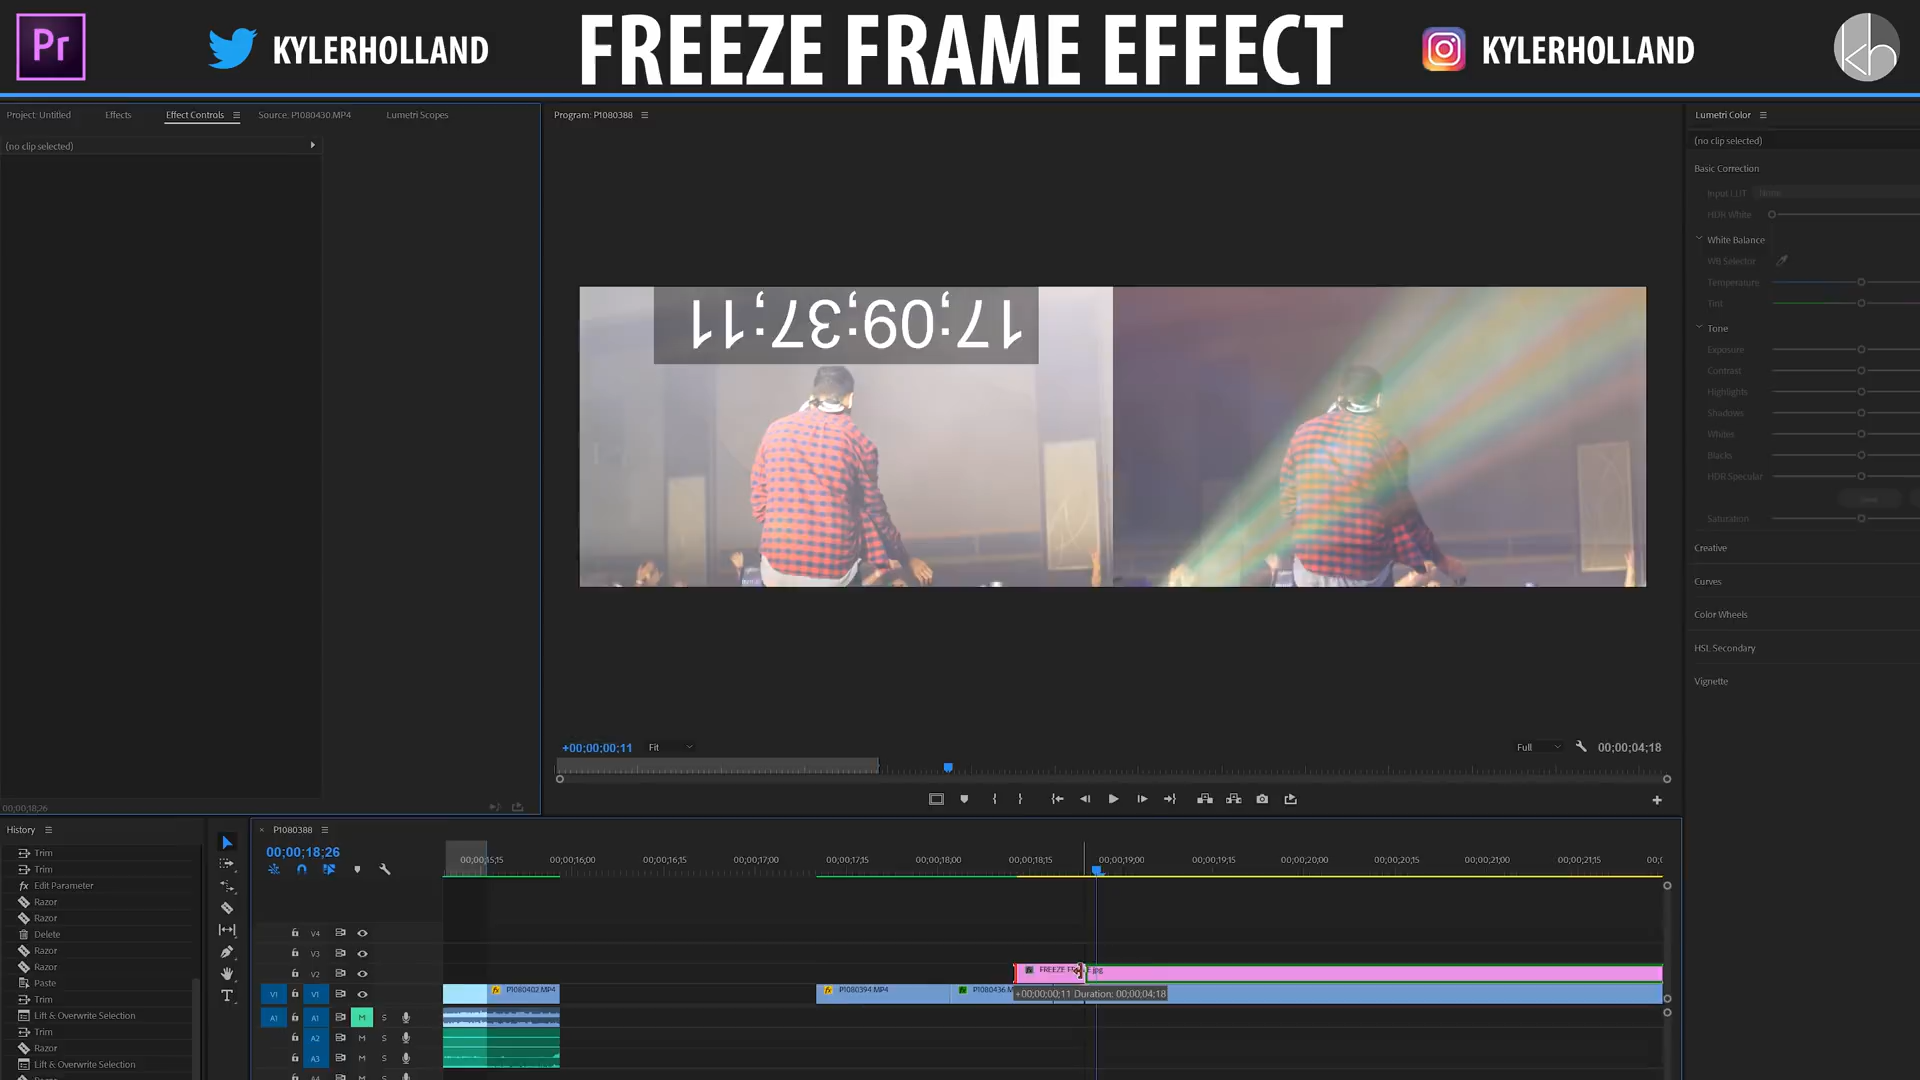 Pr
KYLERHOLLAND
FREEZE FRAME EFFECT
KYLERHOLLAND
kh
Project: Untitled
Effects
Effect Controls
Source: P1080430.MP4
Lumetri Scopes
Program: P1080388
Lumetri Color
(no clip selected)
(no clip selected)
Basic Correction
Input LUT
None
HDR White
White Balance
WB Selector
Temperature
Tint
Tone
Exposure
Contrast
Highlights
Shadows
Whites
Blacks
HDR Specular
Saturation
Creative
Curves
Color Wheels
HSL Secondary
Vignette
17;09;37;11
+00;00;00;11
Fit
Full
00;00;04;18
00;00;18;26
History
Trim
Trim
Edit Parameter
Razor
Razor
Delete
Razor
Razor
Paste
Trim
Lift & Overwrite Selection
Trim
Razor
Lift & Overwrite Selection
P1080388
00;00;18;26
00;00;15;15
00;00;16;00
00;00;16;15
00;00;17;00
00;00;17;15
00;00;18;00
00;00;18;15
00;00;19;00
00;00;19;15
00;00;20;00
00;00;20;15
00;00;21;00
00;00;21;15
V4
V3
V2
FREEZE
V1
V1
P1080402.MP4
P1080394.MP4
P1080436.M
+00;00;00;11 Duration: 00;00;04;18
A1
A1
M
S
A2
M
S
A3
M
S